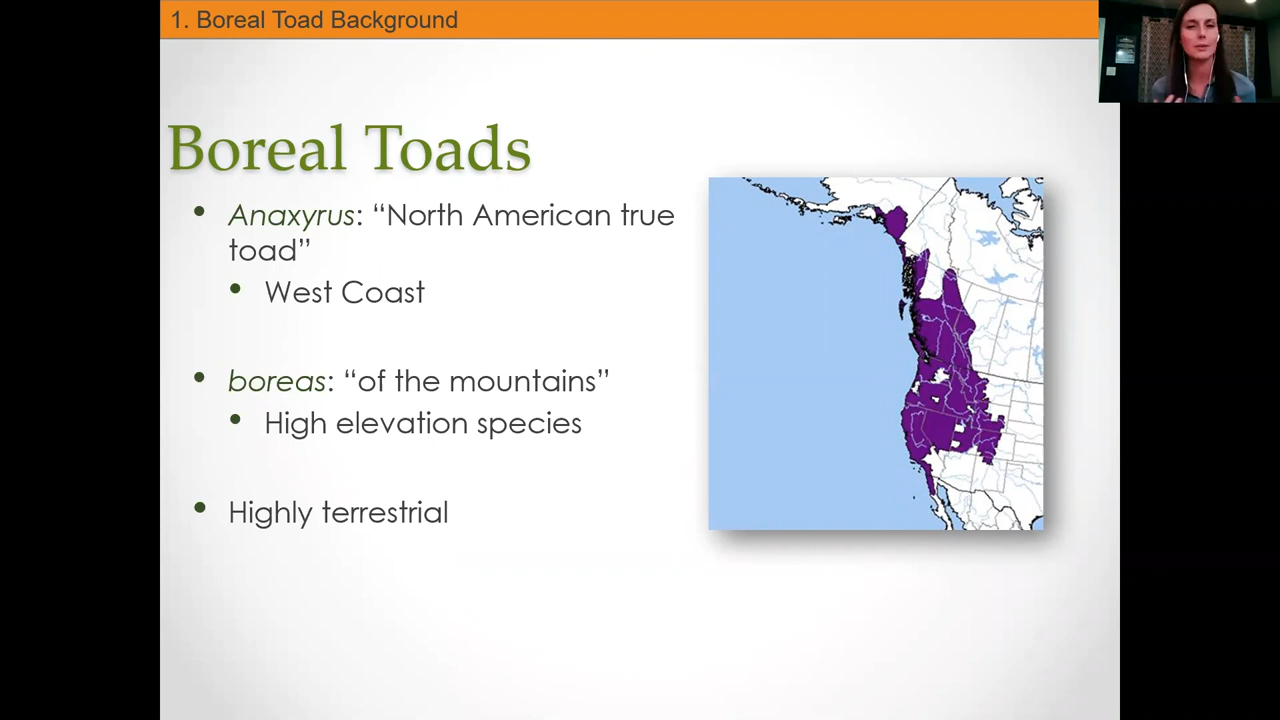 1. Boreal Toad Background
Boreal Toads
• Anaxyrus: “North American true
toad”
• West Coast
• boreas: “of the mountains”
• High elevation species
• Highly terrestrial